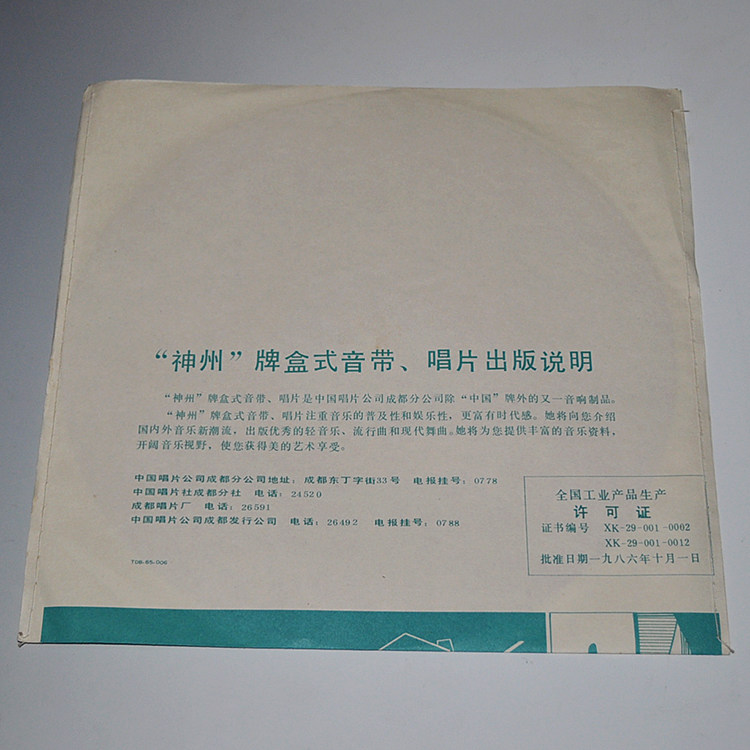 “神州”牌盒式音带、唱片出版说明
“神州”牌盒式音带、唱片是中国唱片公司成都分公司除“中国”牌外的又一音响制品。
“神州”牌盒式音带、唱片注重音乐的普及性和娱乐性，更富有时代感。她将向您介绍
国内外音乐新潮流，出版优秀的轻音乐、流行曲和现代舞曲。她将为您提供丰富的音乐资料，
开阔音乐视野，使您获得美的艺术享受。
中国唱片公司成都分公司地址：成都东丁字街33号 电报挂号：0778
中国唱片社成都分社 电话：24520
成都唱片厂 电话：26591
中国唱片公司成都发行公司 电话：26492 电报挂号：0788
全国工业产品生产
许可证
证书编号 XK-29-001-0002
XK-29-001-0012
批准日期一九八六年十月一日
TDB-85-006